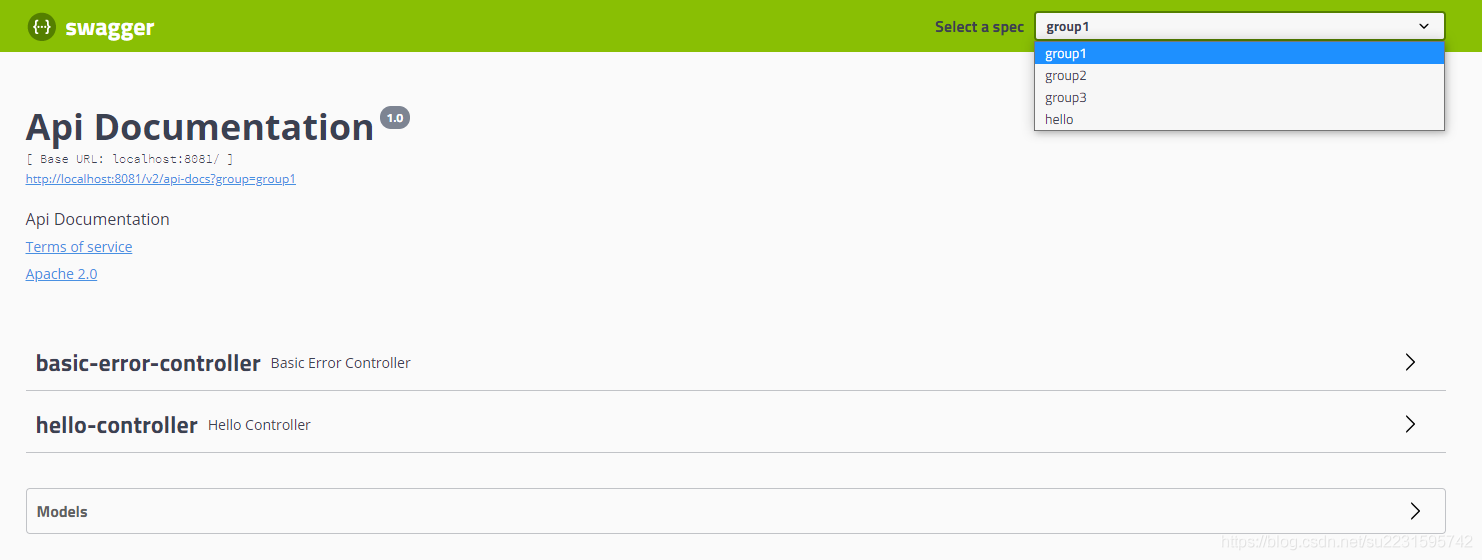 swagger
Select a spec
group1
group1
group2
group3
hello
Api Documentation 1.0
[ Base URL: localhost:8081/ ]
http://localhost:8081/v2/api-docs?group=group1
Api Documentation
Terms of service
Apache 2.0
basic-error-controller Basic Error Controller
hello-controller Hello Controller
Models
https://blog.csdn.net/su2231595742